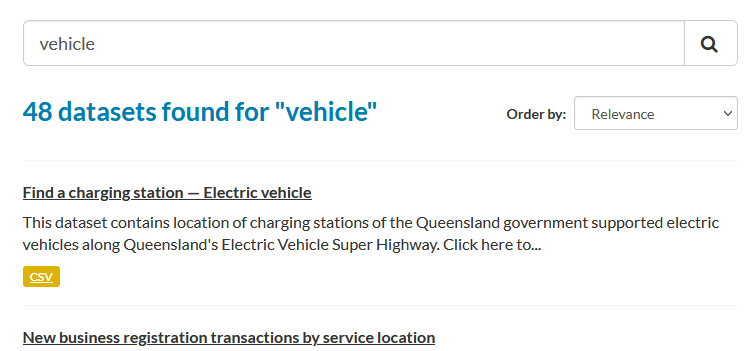 vehicle
48 datasets found for "vehicle"
Order by: Relevance
Find a charging station — Electric vehicle
This dataset contains location of charging stations of the Queensland government supported electric
vehicles along Queensland's Electric Vehicle Super Highway. Click here to...
CSV
New business registration transactions by service location